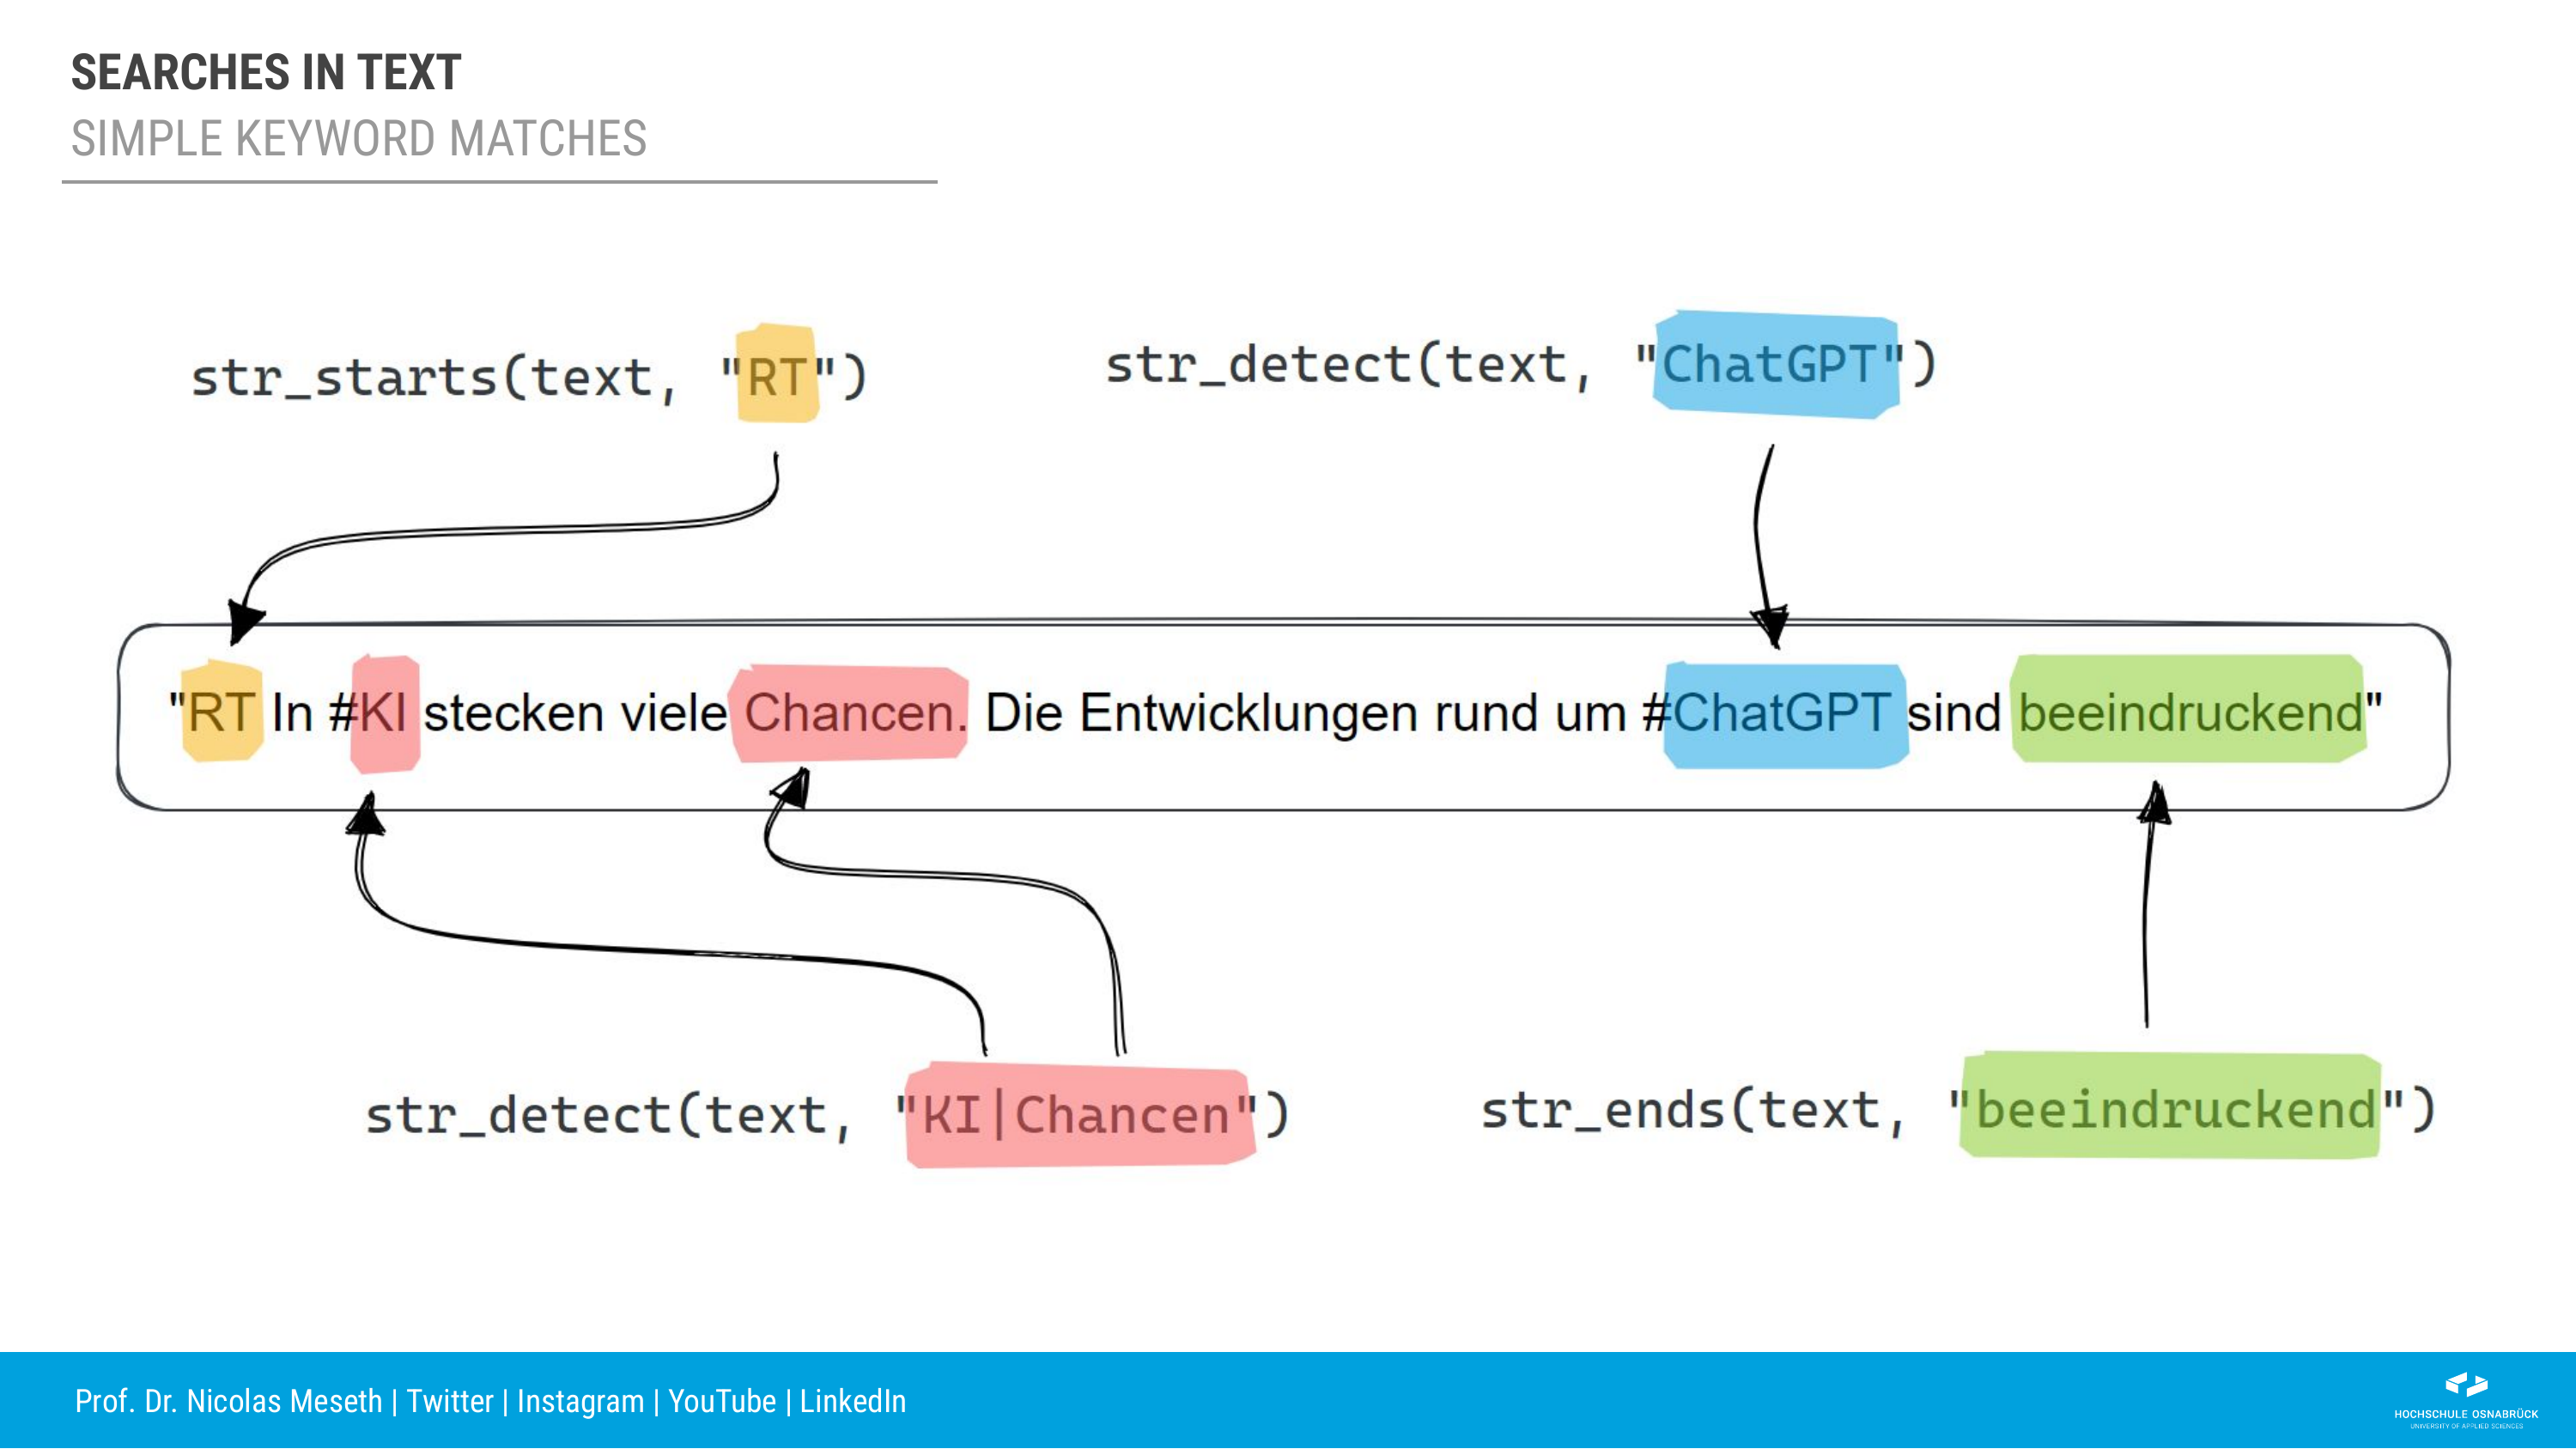 SEARCHES IN TEXT
SIMPLE KEYWORD MATCHES
str_starts(text, "RT")
str_detect(text, "ChatGPT")
"RT In #KI stecken viele Chancen. Die Entwicklungen rund um #ChatGPT sind beeindruckend"
str_detect(text, "KI|Chancen")
str_ends(text, "beeindruckend")
Prof. Dr. Nicolas Meseth | Twitter | Instagram | YouTube | LinkedIn
HOCHSCHULE OSNABRÜCK
UNIVERSITY OF APPLIED SCIENCES